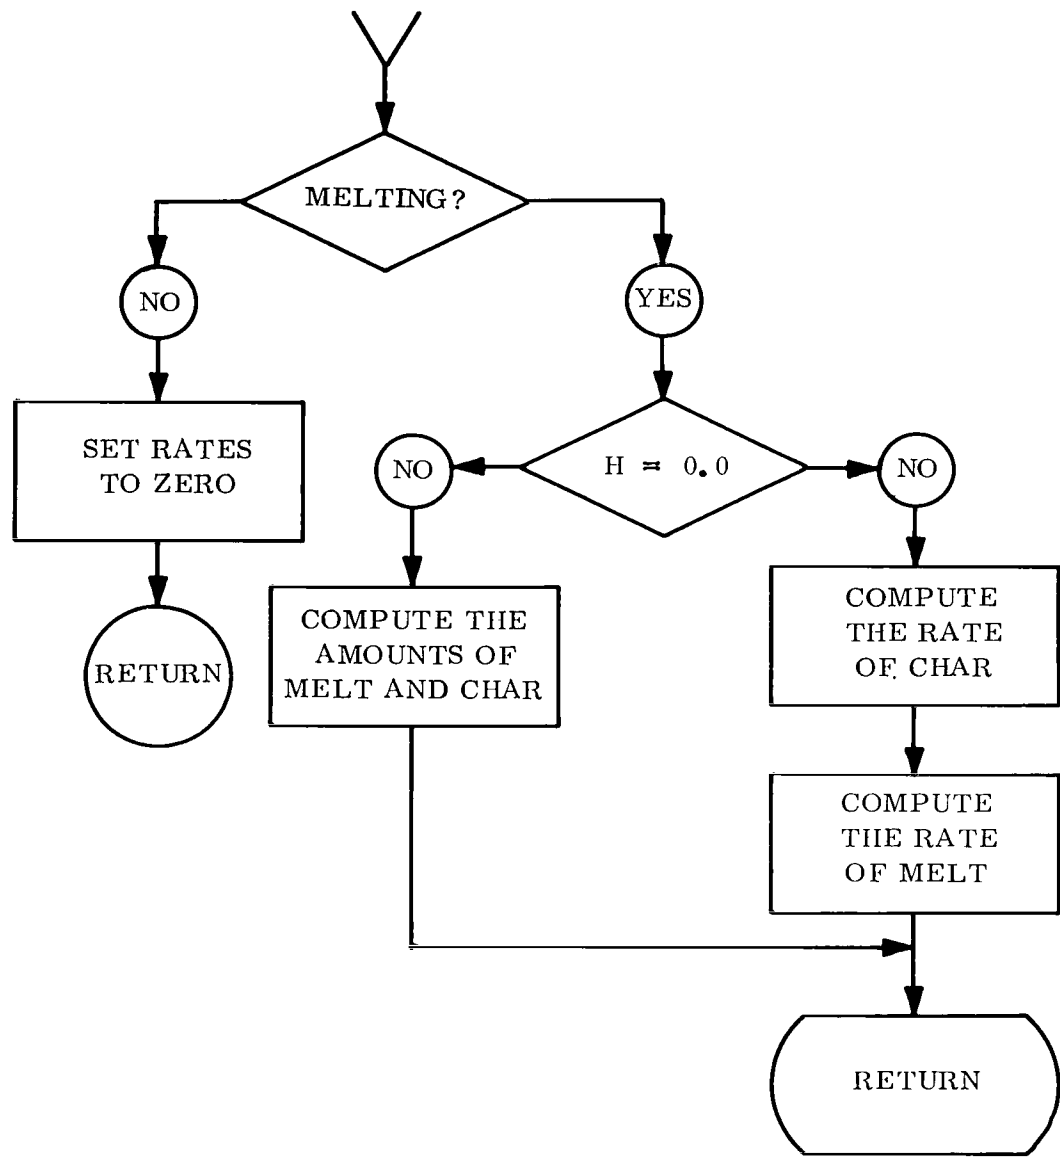 MELTING?
NO
YES
SET RATES
TO ZERO
RETURN
H = 0.0
NO
NO
COMPUTE THE
AMOUNTS OF
MELT AND CHAR
COMPUTE
THE RATE
OF CHAR
COMPUTE
THE RATE
OF MELT
RETURN